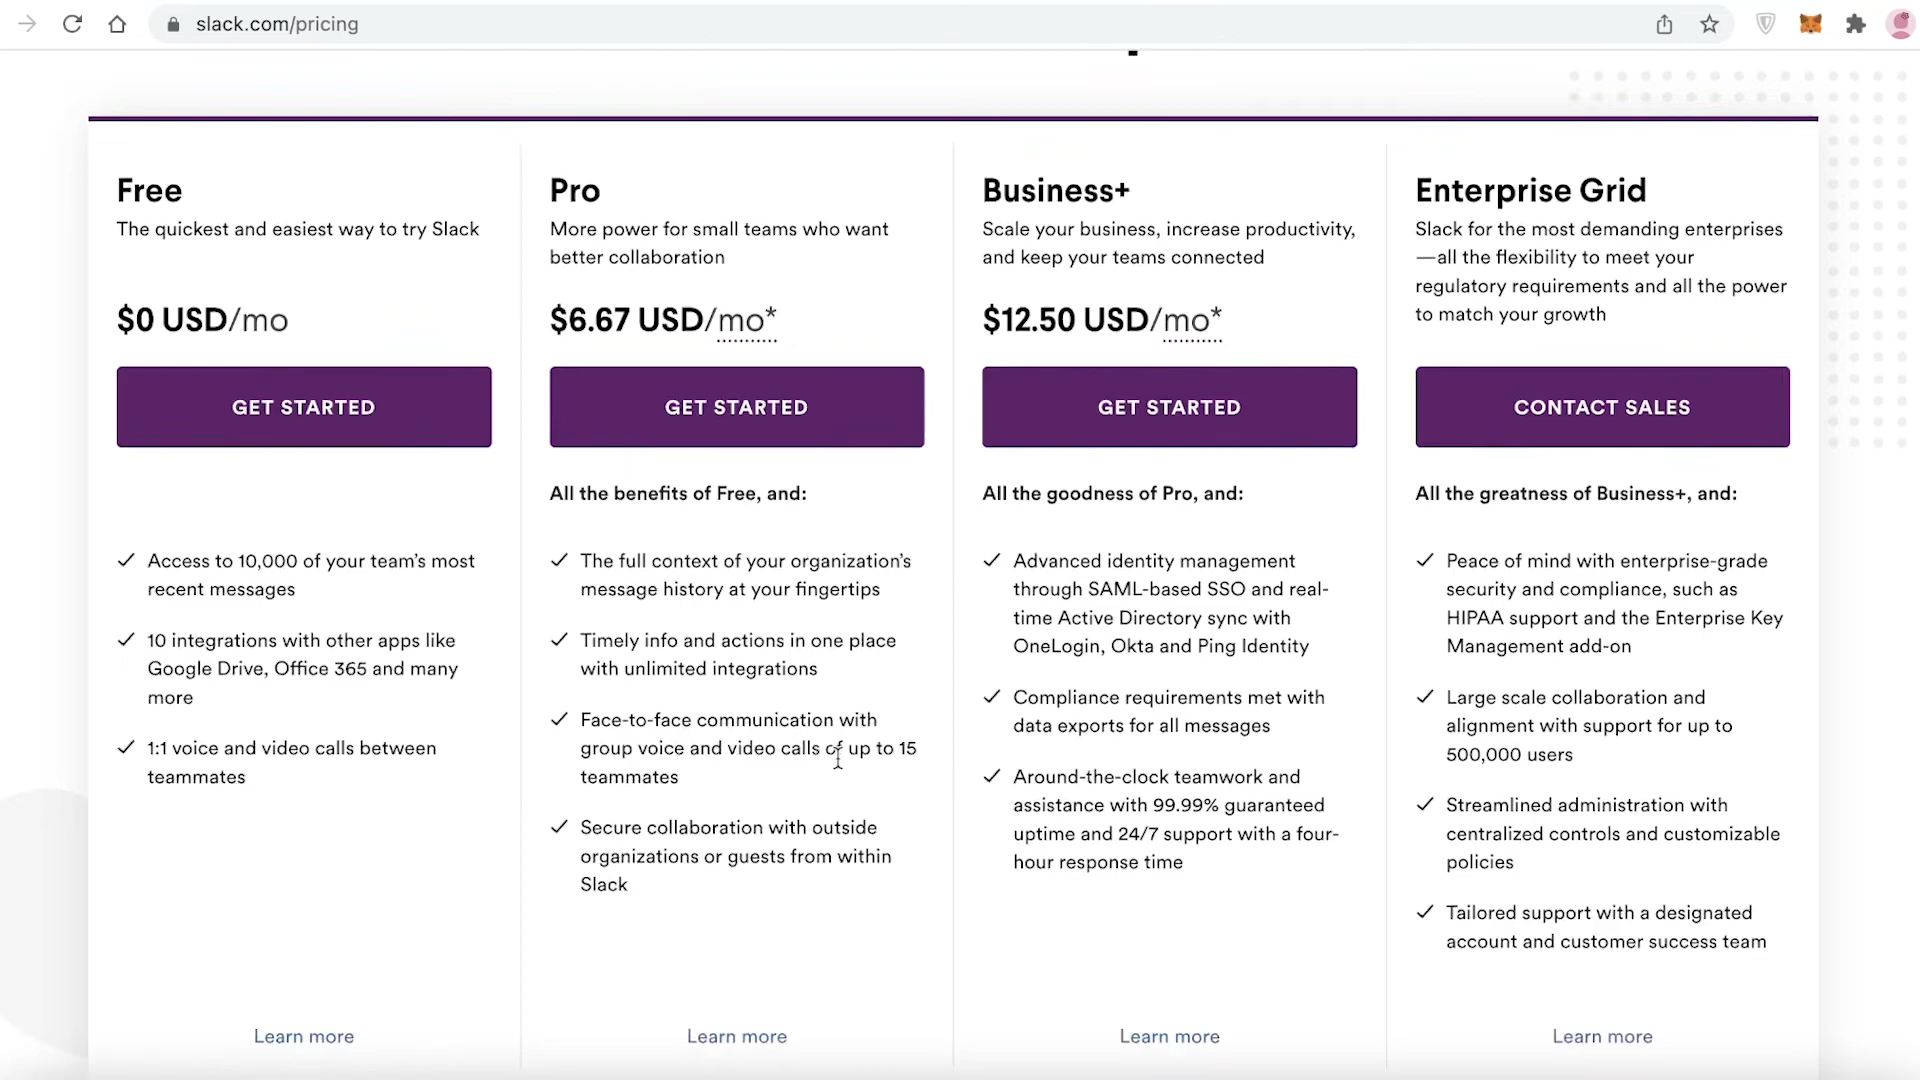 slack.com/pricing
Free
The quickest and easiest way to try Slack
$0 USD/mo
GET STARTED
Access to 10,000 of your team’s most
recent messages
10 integrations with other apps like
Google Drive, Office 365 and many
more
1:1 voice and video calls between
teammates
Learn more
Pro
More power for small teams who want
better collaboration
$6.67 USD/mo*
GET STARTED
All the benefits of Free, and:
The full context of your organization’s
message history at your fingertips
Timely info and actions in one place
with unlimited integrations
Face-to-face communication with
group voice and video calls of up to 15
teammates
Secure collaboration with outside
organizations or guests from within
Slack
Learn more
Business+
Scale your business, increase productivity,
and keep your teams connected
$12.50 USD/mo*
GET STARTED
All the goodness of Pro, and:
Advanced identity management
through SAML-based SSO and real-
time Active Directory sync with
OneLogin, Okta and Ping Identity
Compliance requirements met with
data exports for all messages
Around-the-clock teamwork and
assistance with 99.99% guaranteed
uptime and 24/7 support with a four-
hour response time
Learn more
Enterprise Grid
Slack for the most demanding enterprises
—all the flexibility to meet your
regulatory requirements and all the power
to match your growth
CONTACT SALES
All the greatness of Business+, and:
Peace of mind with enterprise-grade
security and compliance, such as
HIPAA support and the Enterprise Key
Management add-on
Large scale collaboration and
alignment with support for up to
500,000 users
Streamlined administration with
centralized controls and customizable
policies
Tailored support with a designated
account and customer success team
Learn more